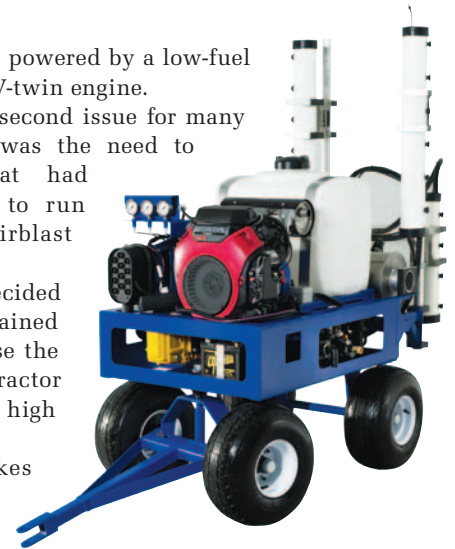 powered by a low-fuel
V-twin engine.
second issue for many
was the need to
at had
to run
irblast
ecided
ained
se the
ractor
high
kes